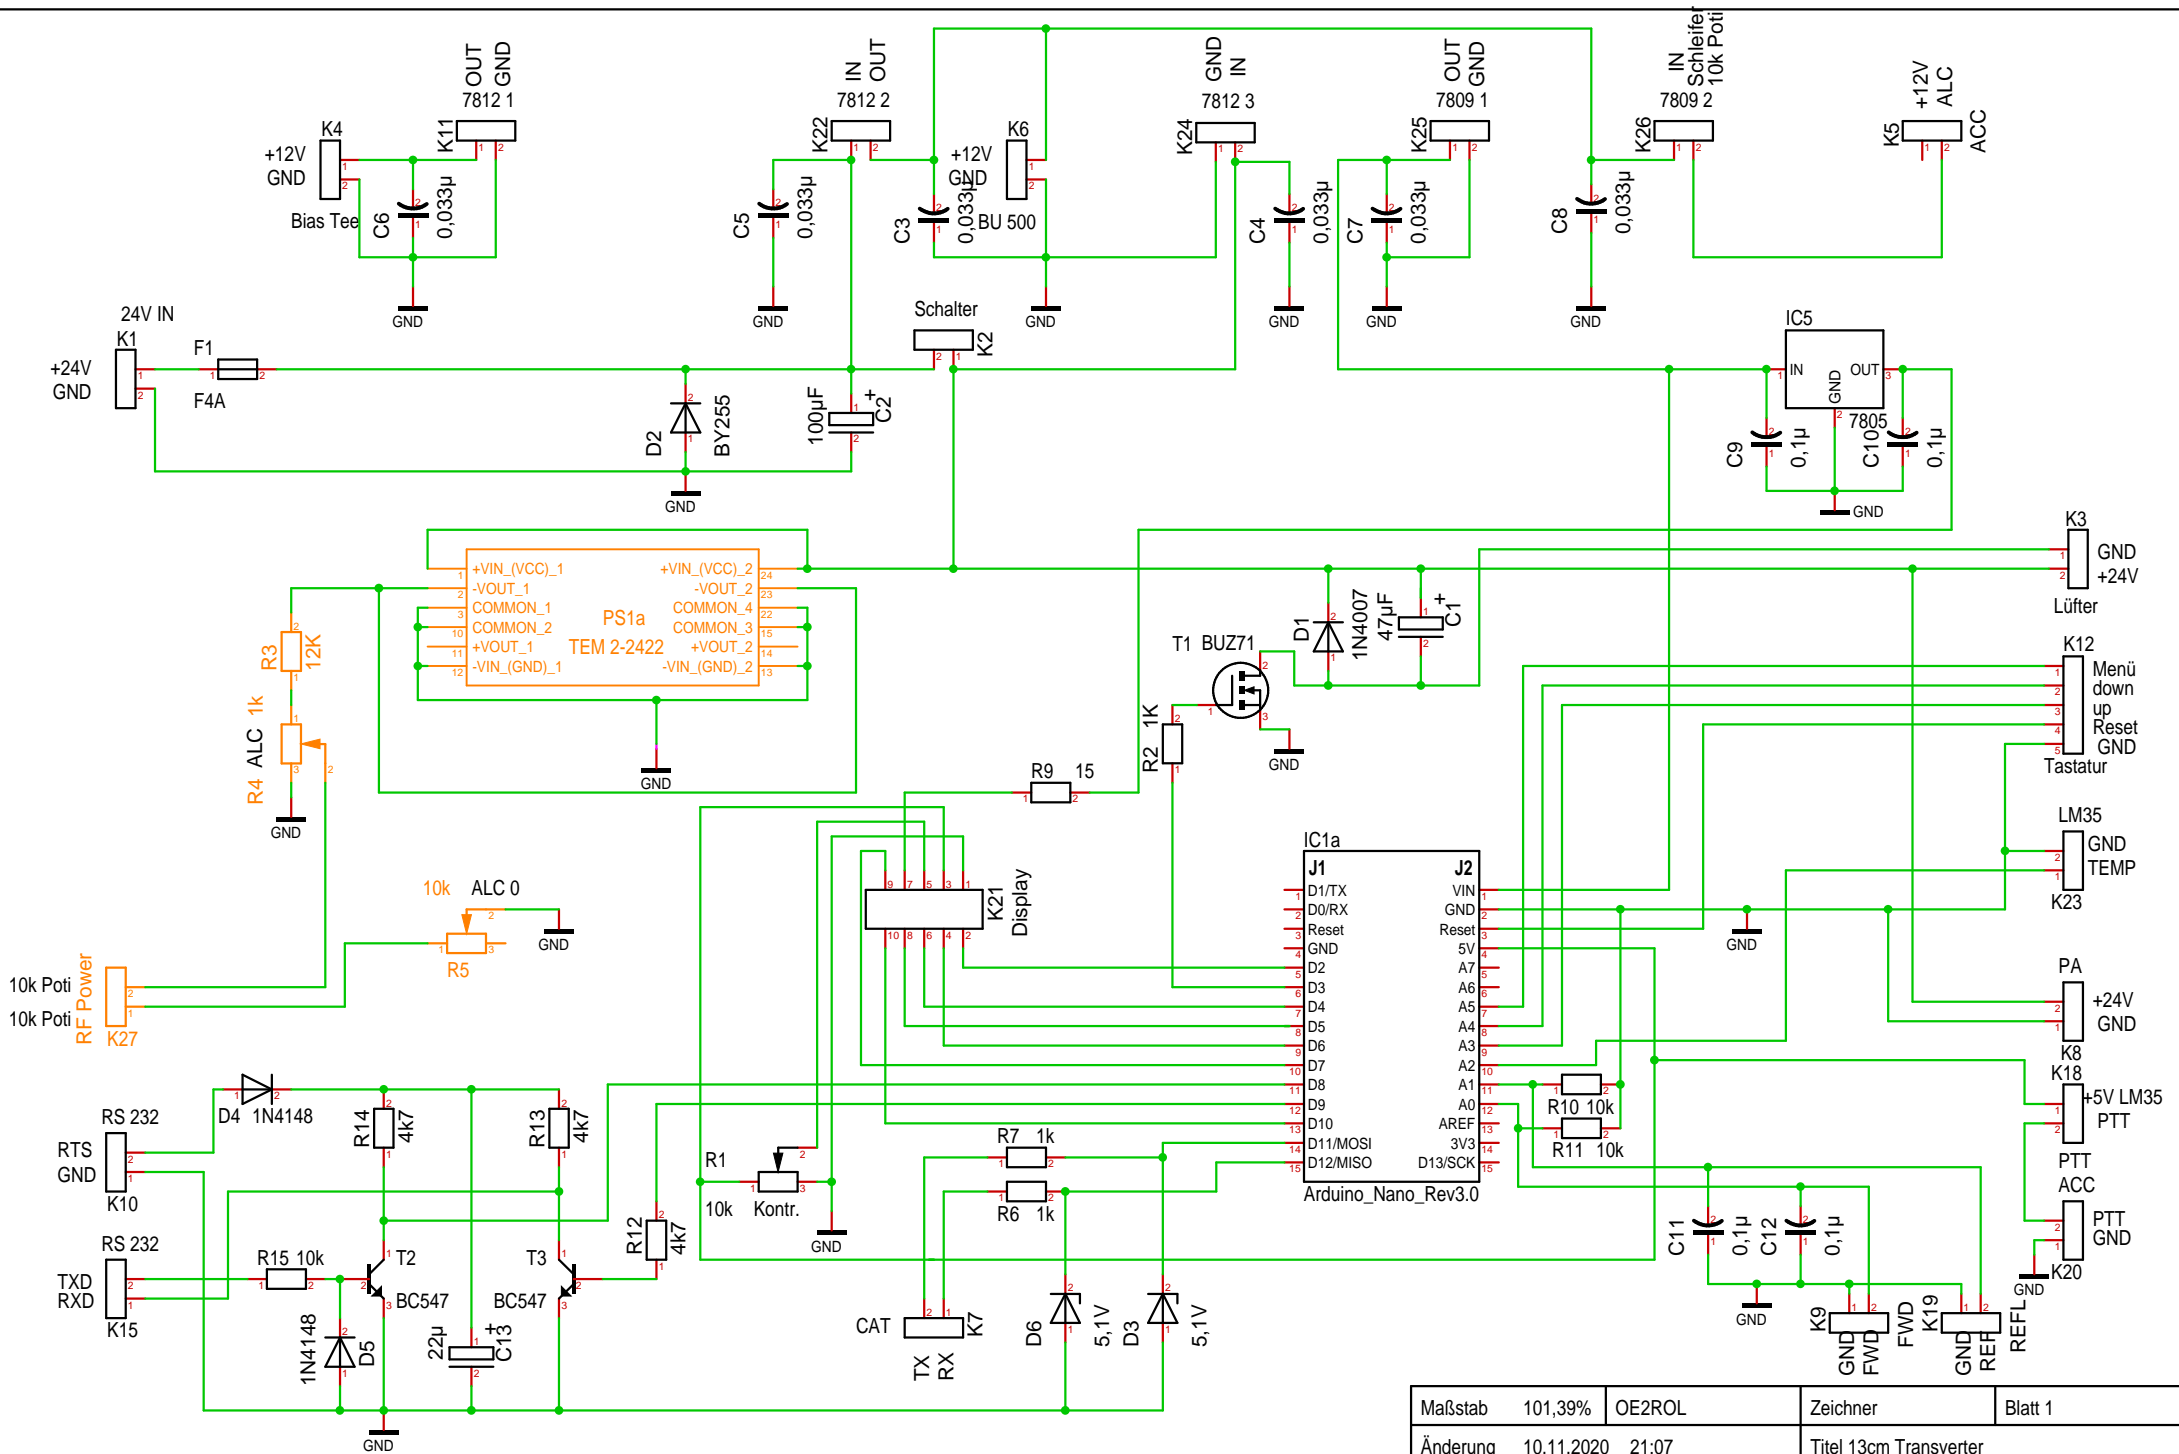 OUT
GND
7812 1
K11
K4
+12V
GND
Bias Tee
C6
0,033µ
GND
IN
OUT
7812 2
K22
C5
0,033µ
GND
C3
0,033µ
K6
+12V
GND
BU 500
GND
GND
IN
7812 3
K24
C4
0,033µ
GND
OUT
GND
7809 1
K25
C7
0,033µ
GND
IN
Schleifer
10k Poti
7809 2
K26
C8
0,033µ
GND
+12V
ALC
ACC
K5
24V IN
K1
+24V
GND
F1
F4A
D2
BY255
GND
100µF
C2
Schalter
K2
IC5
IN
OUT
GND
7805
C9
0,1µ
C10
0,1µ
GND
+VIN_(VCC)_1
-VOUT_1
COMMON_1
COMMON_2
+VOUT_1
-VIN_(GND)_1
+VIN_(VCC)_2
-VOUT_2
COMMON_4
COMMON_3
+VOUT_2
-VIN_(GND)_2
PS1a
TEM 2-2422
GND
R3
12K
R4
ALC
1k
GND
T1 BUZ71
D1
1N4007
47µF
C1
GND
R2
1K
R9 15
K3
GND
+24V
Lüfter
K12
Menü
down
up
Reset
GND
Tastatur
LM35
GND
TEMP
K23
PA
+24V
GND
K8
K18
+5V LM35
PTT
PTT
ACC
PTT
GND
K20
GND
10k ALC 0
R5
GND
10k Poti
10k Poti
RF Power
K27
K21
Display
IC1a
J1
J2
D1/TX
D0/RX
Reset
GND
D2
D3
D4
D5
D6
D7
D8
D9
D10
D11/MOSI
D12/MISO
VIN
GND
Reset
5V
A7
A6
A5
A4
A3
A2
A1
A0
AREF
3V3
D13/SCK
Arduino_Nano_Rev3.0
GND
R10 10k
R11 10k
D4 1N4148
RS 232
RTS
GND
K10
R14
4k7
R13
4k7
RS 232
TXD
RXD
K15
R15 10k
T2
BC547
T3
BC547
1N4148
D5
22µ
C13
GND
R12
4k7
R1
10k
Kontr.
GND
R7 1k
R6 1k
CAT
K7
TX
RX
D6
5,1V
D3
5,1V
C11
0,1µ
C12
0,1µ
GND
K9
GND
FWD
FWD
K19
GND
REF
REFL
Maßstab 101,39% OE2ROL Zeichner Blatt 1
Änderung 10.11.2020 21:07 Titel 13cm Transverter